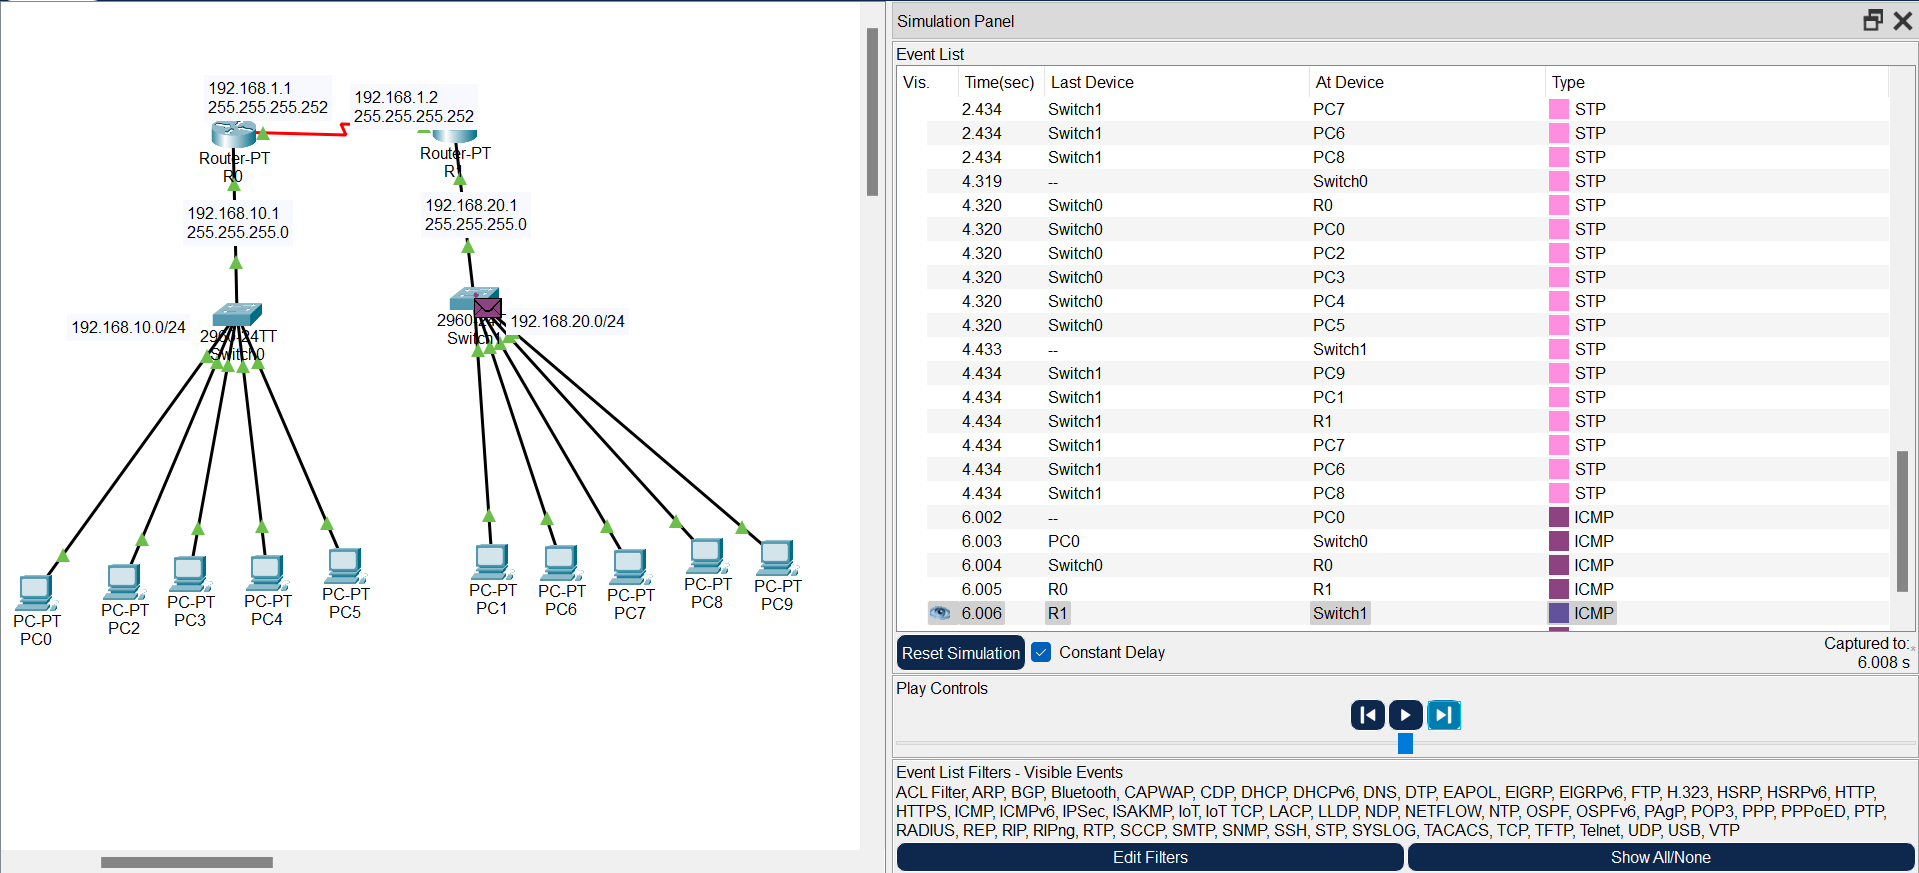 192.168.1.1
255.255.255.252
192.168.1.2
255.255.255.252
Router-PT
R0
Router-PT
192.168.10.1
255.255.255.0
192.168.20.1
255.255.255.0
192.168.10.0/24
2960-24TT
Switch0
192.168.20.0/24
PC-PT
PC0
PC-PT
PC2
PC-PT
PC3
PC-PT
PC4
PC-PT
PC5
PC-PT
PC1
PC-PT
PC6
PC-PT
PC7
PC-PT
PC8
PC-PT
PC9
Simulation Panel
Event List
Vis. Time(sec) Last Device At Device Type
2.434 Switch1 PC7 STP
2.434 Switch1 PC6 STP
2.434 Switch1 PC8 STP
4.319 -- Switch0 STP
4.320 Switch0 R0 STP
4.320 Switch0 PC0 STP
4.320 Switch0 PC2 STP
4.320 Switch0 PC3 STP
4.320 Switch0 PC4 STP
4.320 Switch0 PC5 STP
4.433 -- Switch1 STP
4.434 Switch1 PC9 STP
4.434 Switch1 PC1 STP
4.434 Switch1 R1 STP
4.434 Switch1 PC7 STP
4.434 Switch1 PC6 STP
4.434 Switch1 PC8 STP
6.002 -- PC0 ICMP
6.003 PC0 Switch0 ICMP
6.004 Switch0 R0 ICMP
6.005 R0 R1 ICMP
6.006 R1 Switch1 ICMP
Reset Simulation Constant Delay
Captured to:
6.008 s
Play Controls
Event List Filters - Visible Events
ACL Filter, ARP, BGP, Bluetooth, CAPWAP, CDP, DHCP, DHCPv6, DNS, DTP, EAPOL, EIGRP, EIGRPv6, FTP, H.323, HSRP, HSRPv6, HTTP,
HTTPS, ICMP, ICMPv6, IPSec, ISAKMP, IoT, IoT TCP, LACP, LLDP, NDP, NETFLOW, NTP, OSPF, OSPFv6, PAgP, POP3, PPP, PPPoED, PTP,
RADIUS, REP, RIP, RIPng, RTP, SCCP, SMTP, SNMP, SSH, STP, SYSLOG, TACACS, TCP, TFTP, Telnet, UDP, USB, VTP
Edit Filters
Show All/None